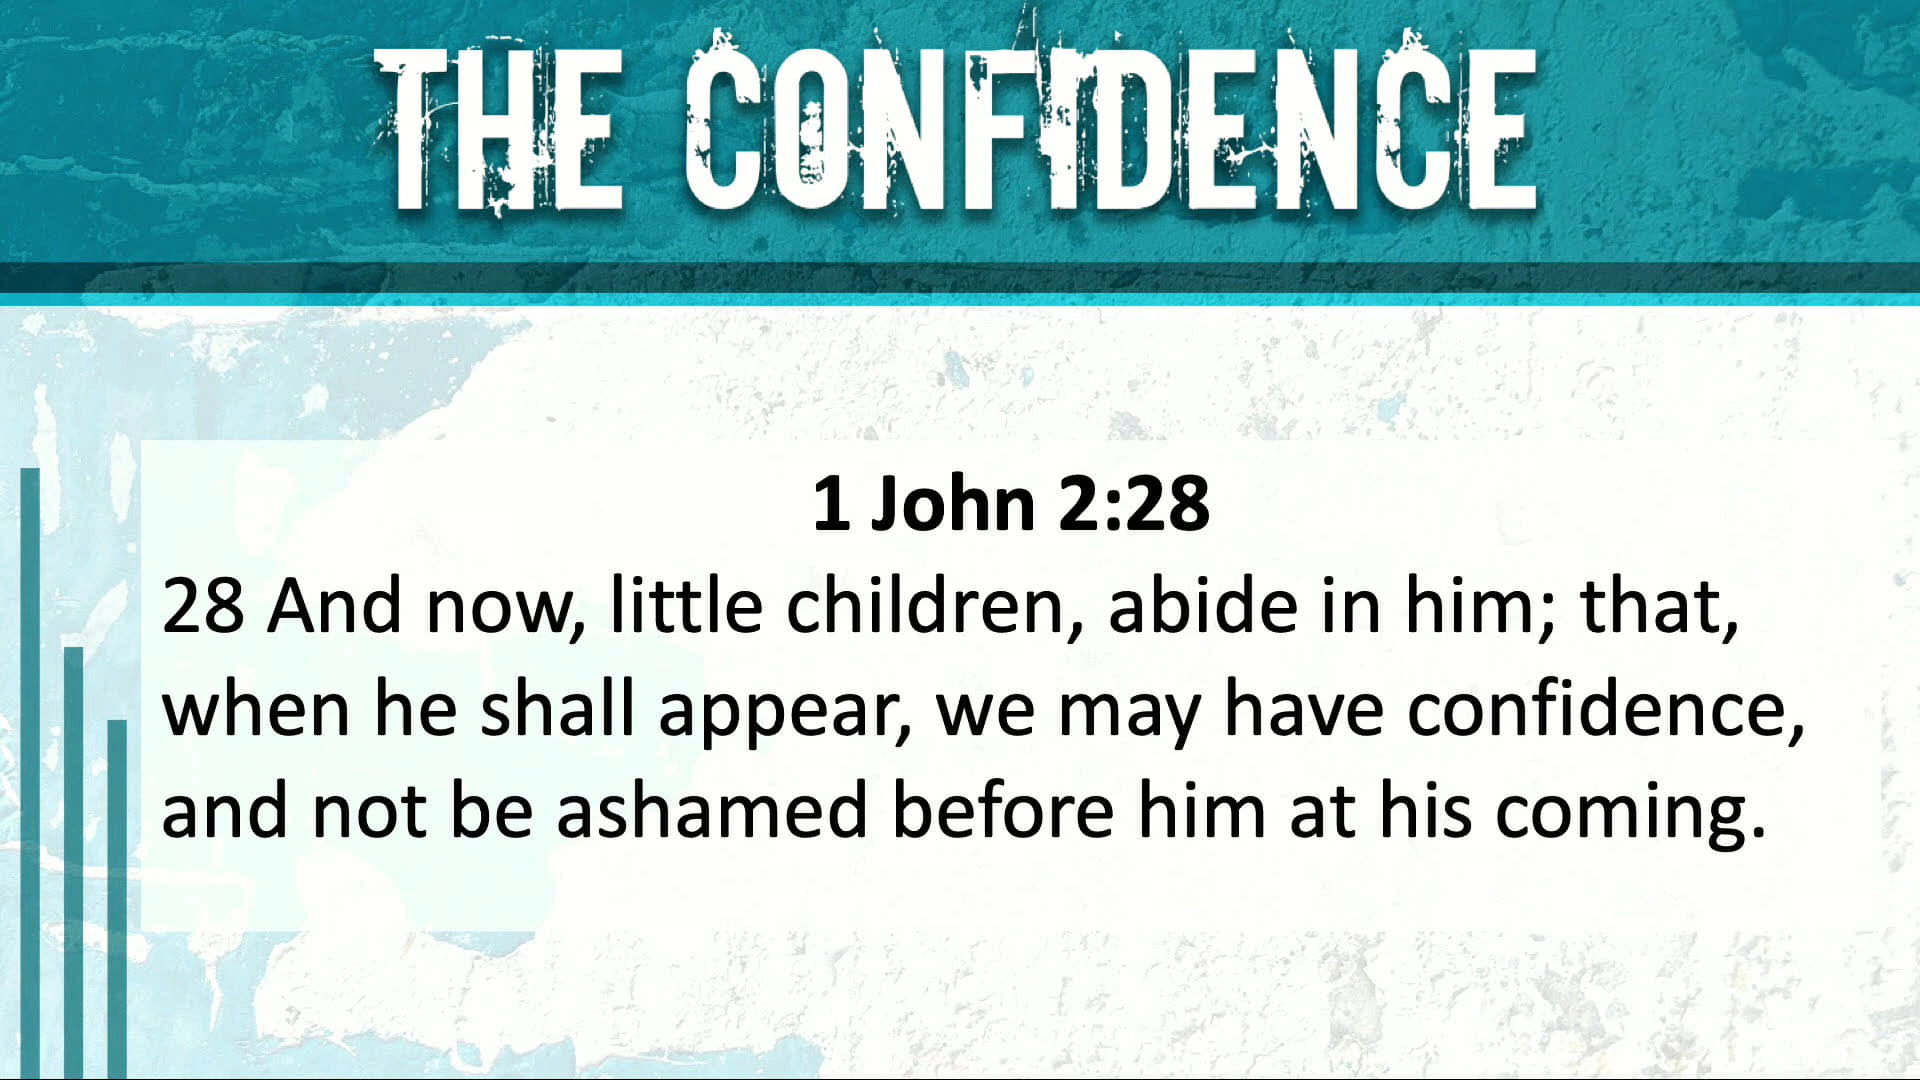 THE CONFIDENCE
1 John 2:28
28 And now, little children, abide in him; that,
when he shall appear, we may have confidence,
and not be ashamed before him at his coming.